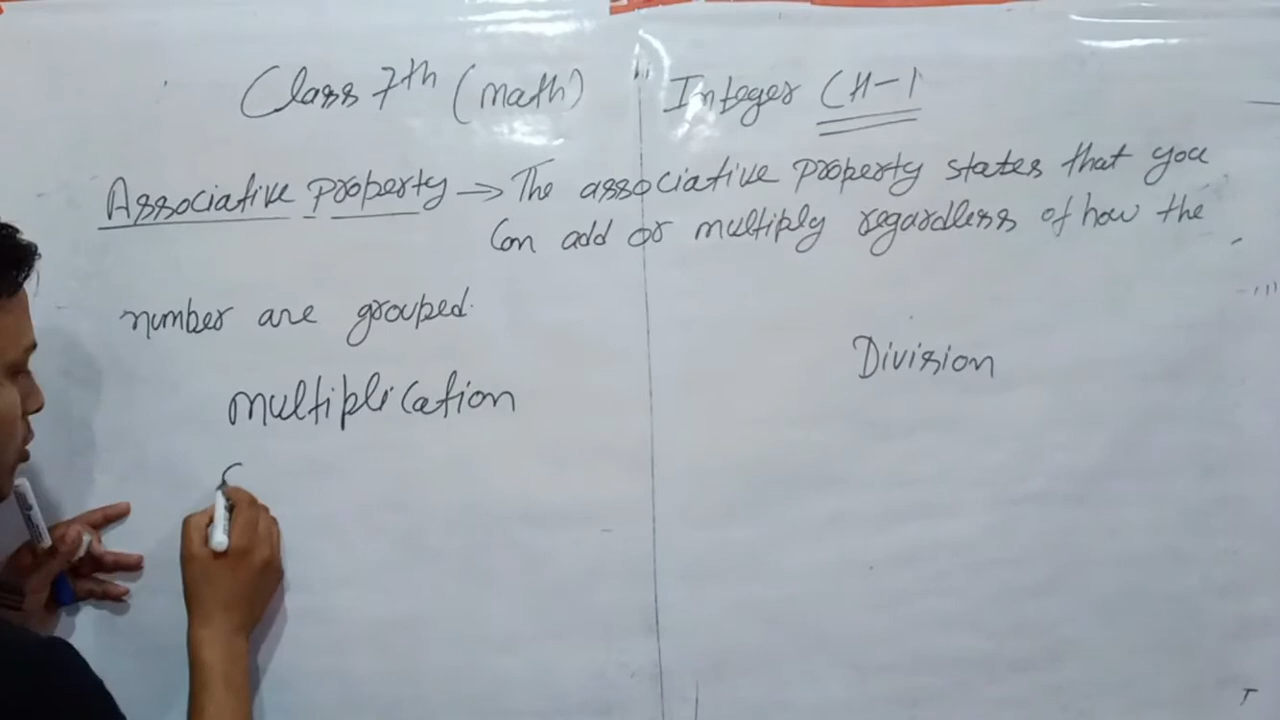 Class 7th (math) Integer CH-1
Associative property → The associative property states that you
Can add or multiply regardless of how the
number are grouped.
multiplication
Division